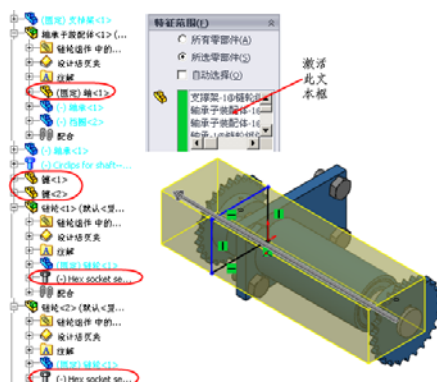 (固定) 支撑架<1>
轴承子装配体<1> (...
链轮组件 中的...
设计活页夹
注解
(固定) 轴<1>
(-) 轴承<1>
(-) 挡圈<2>
配合
(-) 轴承<1>
(-) Circlips for shaft--...
键<1>
键<2>
链轮<1> (默认<显...
链轮组件 中的...
设计活页夹
注解
(固定) 链轮<1>
(-) Hex socket se...
配合
链轮<2> (默认<显...
链轮组件 中的...
设计活页夹
注解
(固定) 链轮<1>
(-) Hex socket se...
特征范围(F)
所有零部件(A)
所选零部件(S)
自动选择(O)
支撑架-1@链轮组
轴承子装配体-1@
轴承子装配体-1@
轴承-1@链轮组
激活
此文
本框